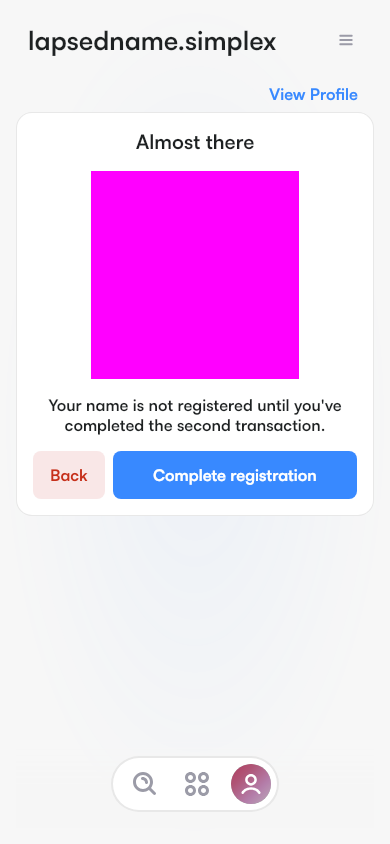 lapsedname.simplex
View Profile
Almost there
Your name is not registered until you've
completed the second transaction.
Back
Complete registration